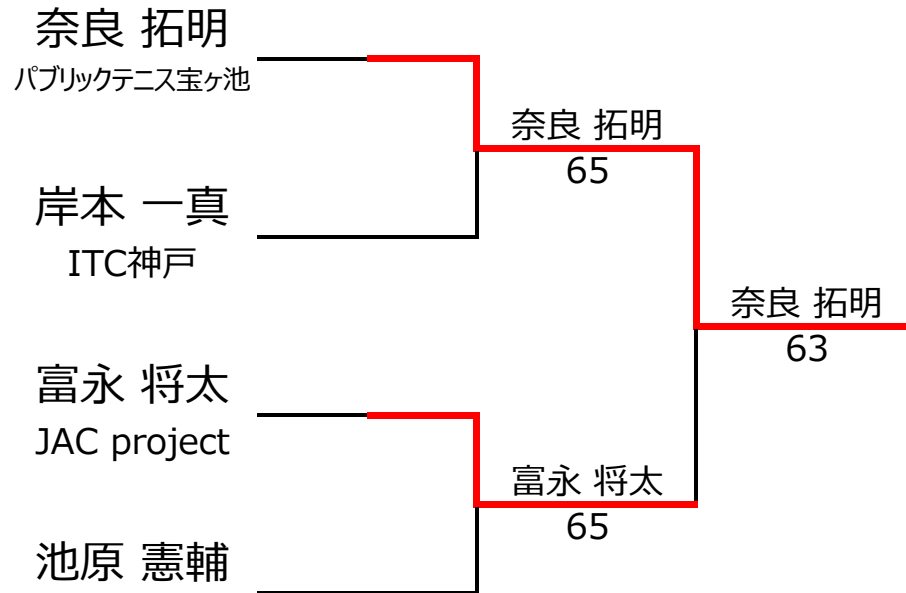 奈良 拓明
パブリックテニス宝ヶ池
奈良 拓明
65
岸本 一真
ITC神戸
奈良 拓明
63
富永 将太
JAC project
富永 将太
65
池原 憲輔